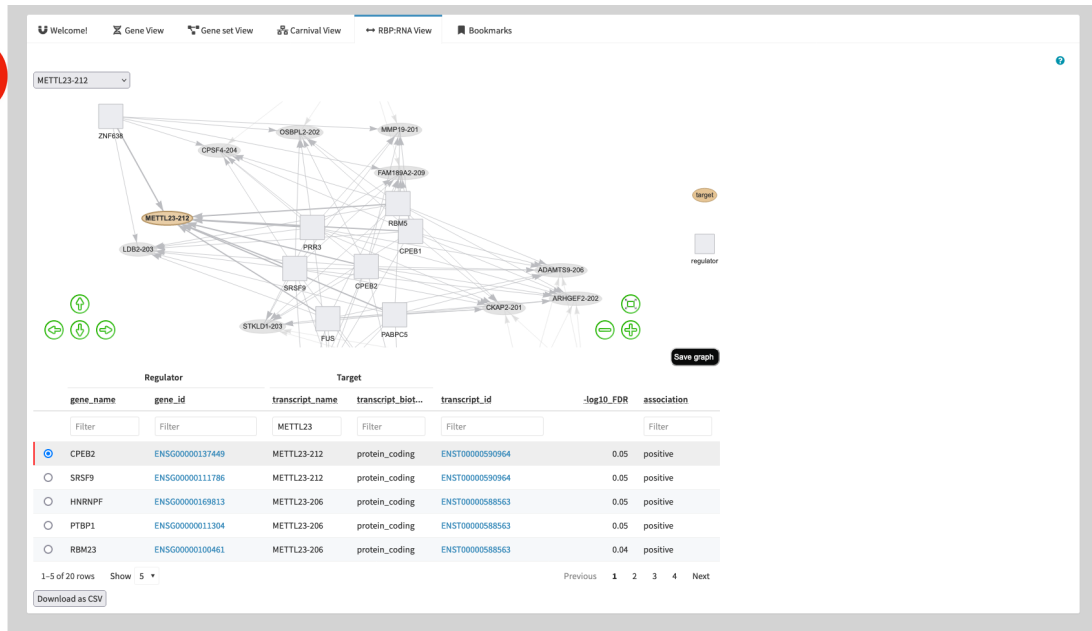 Welcome! Gene View Gene set View Carnival View RBP:RNA View Bookmarks
METTL23-212
ZNF638
OSBPL2-202
MMP19-201
CPSF4-204
FAM189A2-209
target
METTL23-212
RBM5
PRR3
CPEB1
LDB2-203
regulator
ADAMTS9-206
SRSF9
CPEB2
ARHGEF2-202
CKAP2-201
STKLD1-203
FUS
PABPC5
Save graph
Regulator Target
gene_name gene_id transcript_name transcript_biot... transcript_id -log10_FDR association
Filter Filter METTL23 Filter Filter Filter
CPEB2 ENSG00000137449 METTL23-212 protein_coding ENST00000590964 0.05 positive
SRSF9 ENSG00000111786 METTL23-212 protein_coding ENST00000590964 0.05 positive
HNRNPF ENSG00000169813 METTL23-206 protein_coding ENST00000588563 0.05 positive
PTBP1 ENSG00000011304 METTL23-206 protein_coding ENST00000588563 0.05 positive
RBM23 ENSG00000100461 METTL23-206 protein_coding ENST00000588563 0.04 positive
1–5 of 20 rows Show 5 Previous 1 2 3 4 Next
Download as CSV